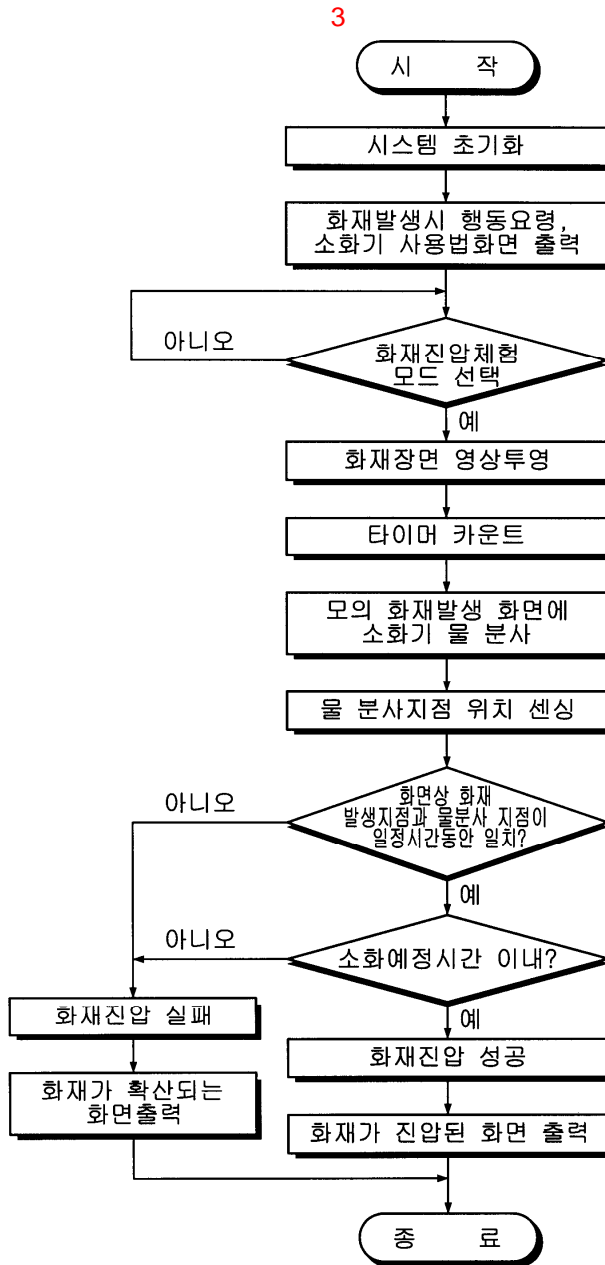 3
시 작
시스템 초기화
화재발생시 행동요령,
소화기 사용법화면 출력
아니오
화재진압체험
모드 선택
예
화재장면 영상투영
타이머 카운트
모의 화재발생 화면에
소화기 물 분사
물 분사지점 위치 센싱
아니오
화면상 화재
발생지점과 물분사 지점이
일정시간동안 일치?
예
아니오
소화예정시간 이내?
예
화재진압 실패
화재진압 성공
화재가 확산되는
화면출력
화재가 진압된 화면 출력
종 료